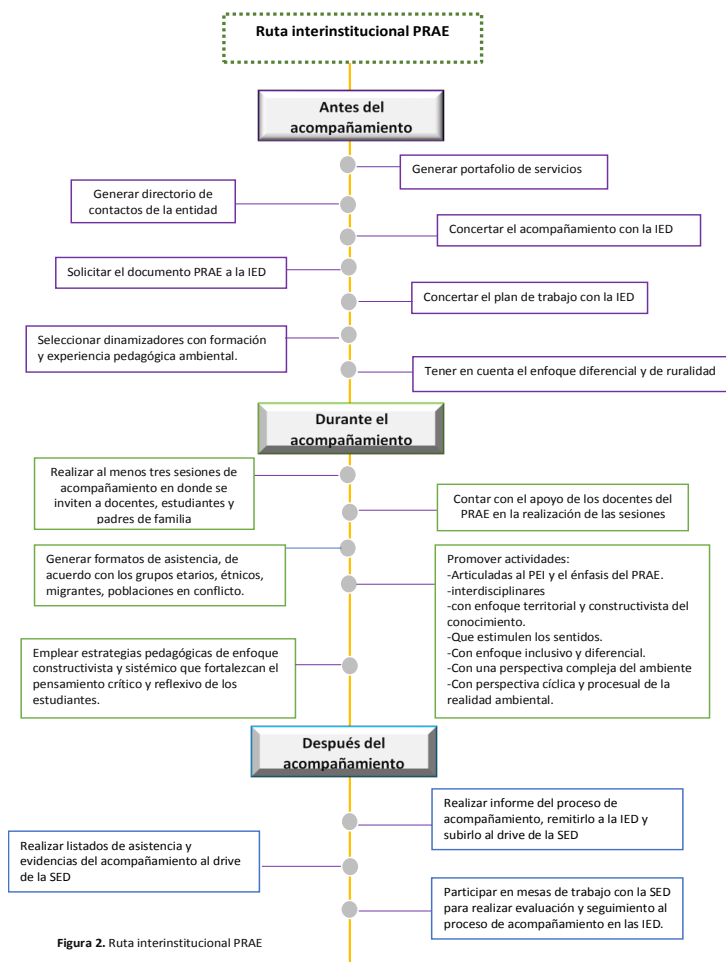 Ruta interinstitucional PRAE
Antes del
acompañamiento
Generar portafolio de servicios
Generar directorio de
contactos de la entidad
Concertar el acompañamiento con la IED
Solicitar el documento PRAE a la IED
Concertar el plan de trabajo con la IED
Seleccionar dinamizadores con formación
y experiencia pedagógica ambiental.
Tener en cuenta el enfoque diferencial y de ruralidad
Durante el
acompañamiento
Realizar al menos tres sesiones de
acompañamiento en donde se
inviten a docentes, estudiantes y
padres de familia
Contar con el apoyo de los docentes del
PRAE en la realización de las sesiones
Generar formatos de asistencia, de
acuerdo con los grupos etarios, étnicos,
migrantes, poblaciones en conflicto.
Promover actividades:
-Articuladas al PEI y el énfasis del PRAE.
-interdisciplinares
-con enfoque territorial y constructivista del
conocimiento.
-Que estimulen los sentidos.
-Con enfoque inclusivo y diferencial.
-Con una perspectiva compleja del ambiente
-Con perspectiva cíclica y procesual de la
realidad ambiental.
Emplear estrategias pedagógicas de enfoque
constructivista y sistémico que fortalezcan el
pensamiento crítico y reflexivo de los
estudiantes.
Después del
acompañamiento
Realizar informe del proceso de
acompañamiento, remitirlo a la IED y
subirlo al drive de la SED
Realizar listados de asistencia y
evidencias del acompañamiento al drive
de la SED
Participar en mesas de trabajo con la SED
para realizar evaluación y seguimiento al
proceso de acompañamiento en las IED.
Figura 2. Ruta interinstitucional PRAE